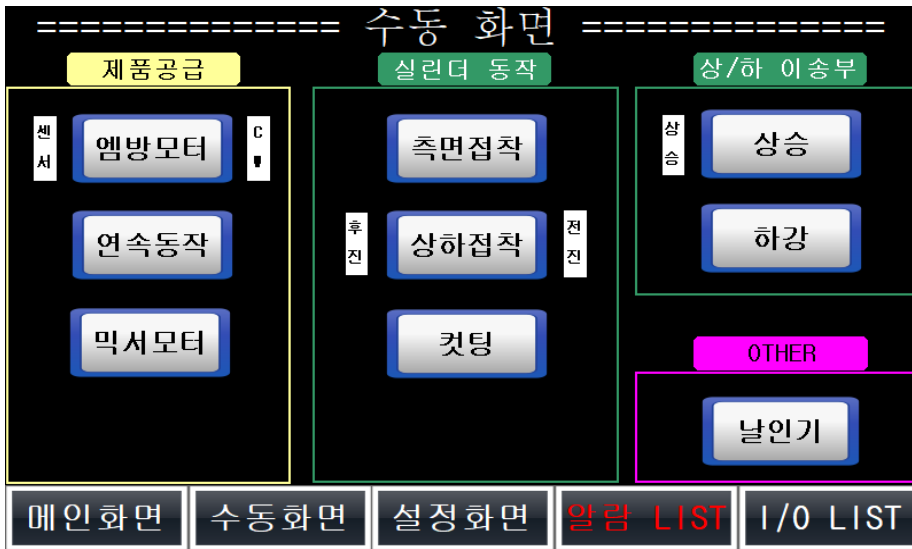 ============== 수동 화면 ==============
제품공급
센서
엠방모터
C
연속동작
믹서모터
실린더 동작
측면접착
후진
상하접착
전진
컷팅
상/하 이송부
상승
상승
하강
OTHER
날인기
메인화면
수동화면
설정화면
알람 LIST
I/O LIST